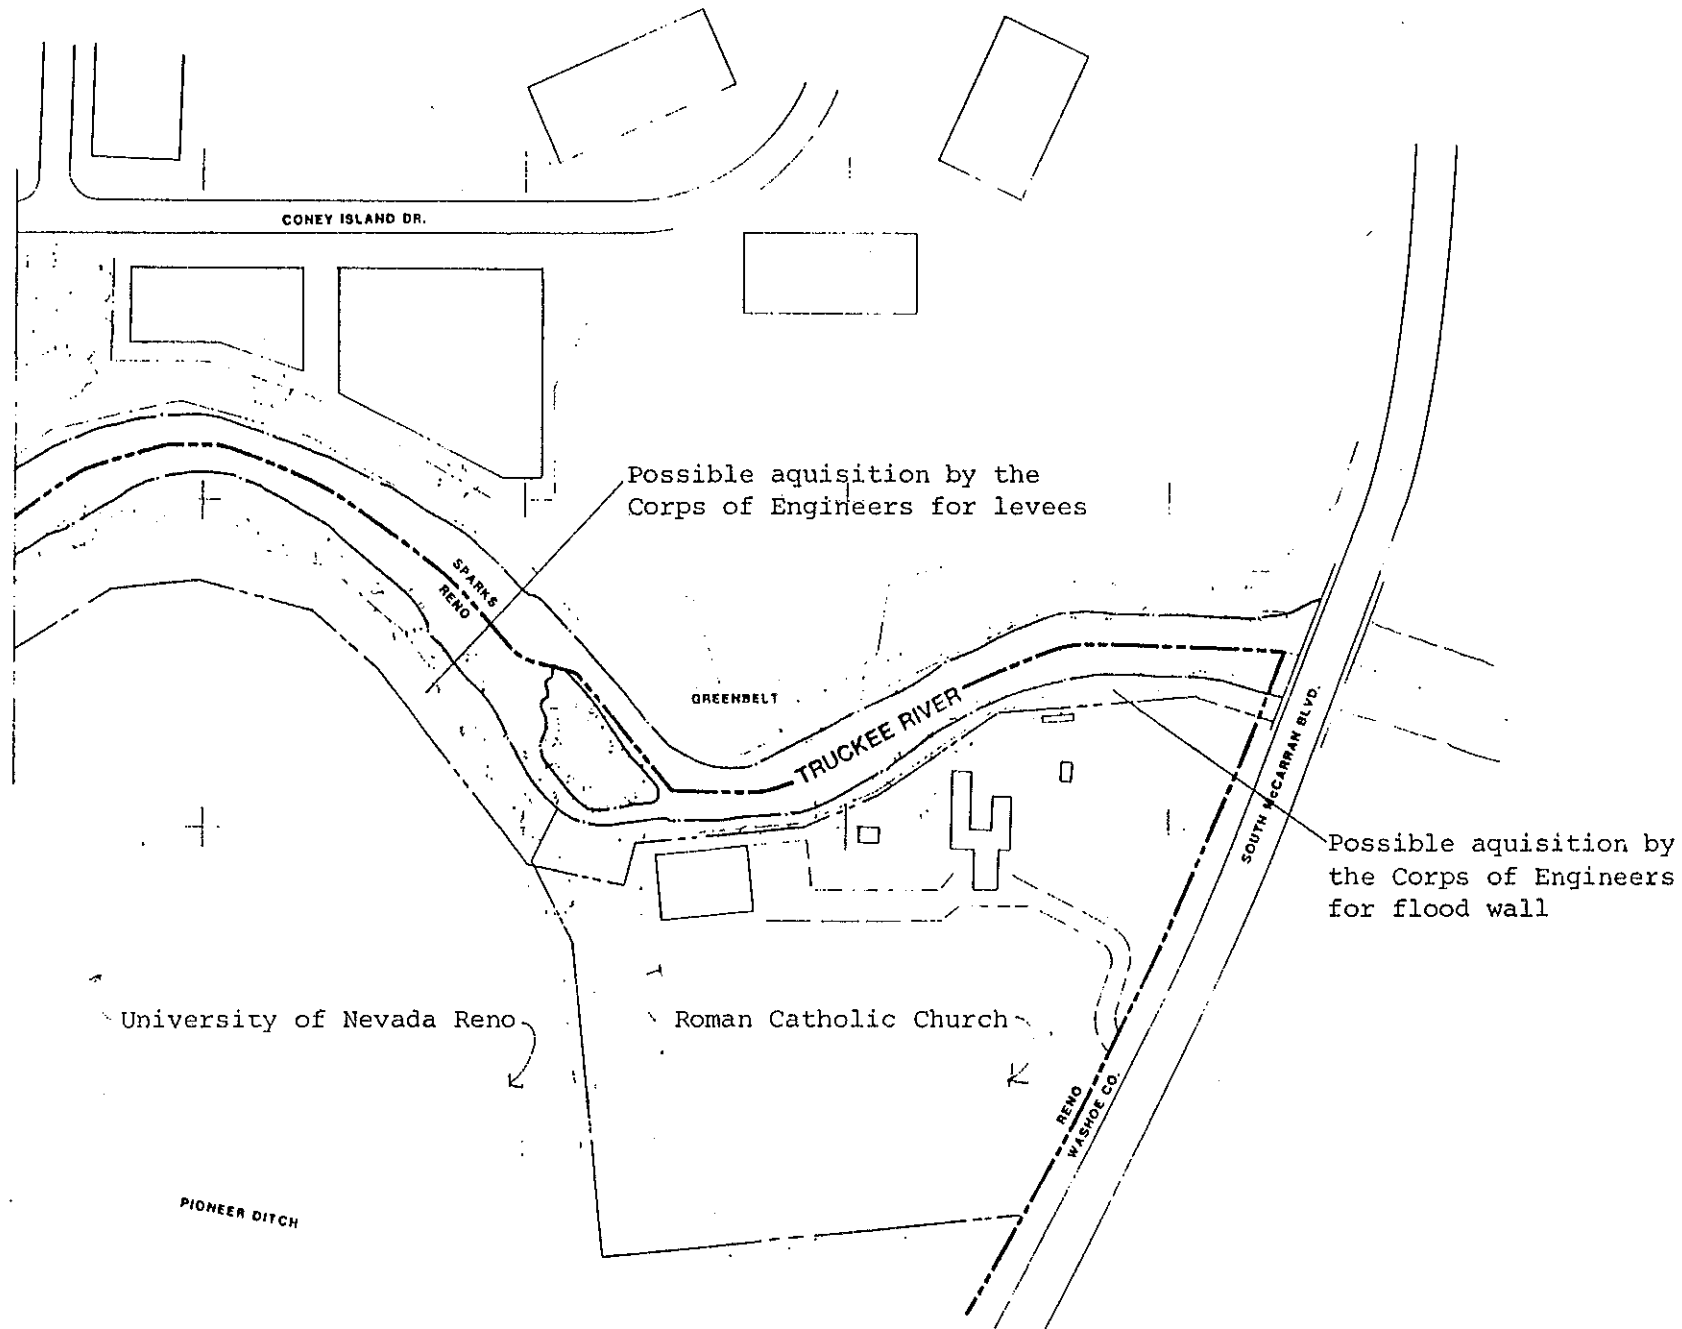 CONEY ISLAND DR.
Possible aquisition by the
Corps of Engineers for levees
SPARKS
RENO
GREENBELT
TRUCKEE RIVER
SOUTH McCARRAN BLVD.
Possible aquisition by
the Corps of Engineers
for flood wall
University of Nevada Reno
Roman Catholic Church
RENO
WASHOE CO.
PIONEER DITCH